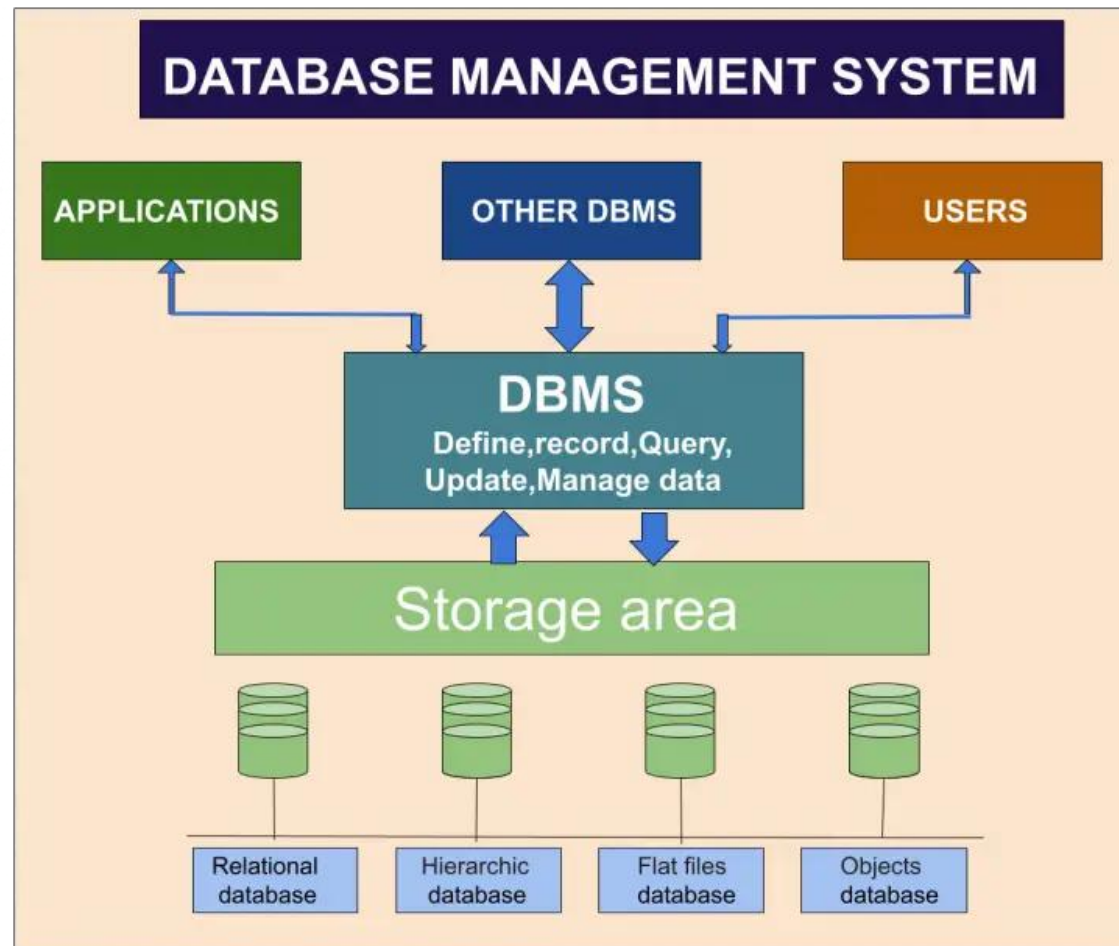 DATABASE MANAGEMENT SYSTEM
APPLICATIONS
OTHER DBMS
USERS
DBMS
Define,record,Query,
Update,Manage data
Storage area
Relational
database
Hierarchic
database
Flat files
database
Objects
database